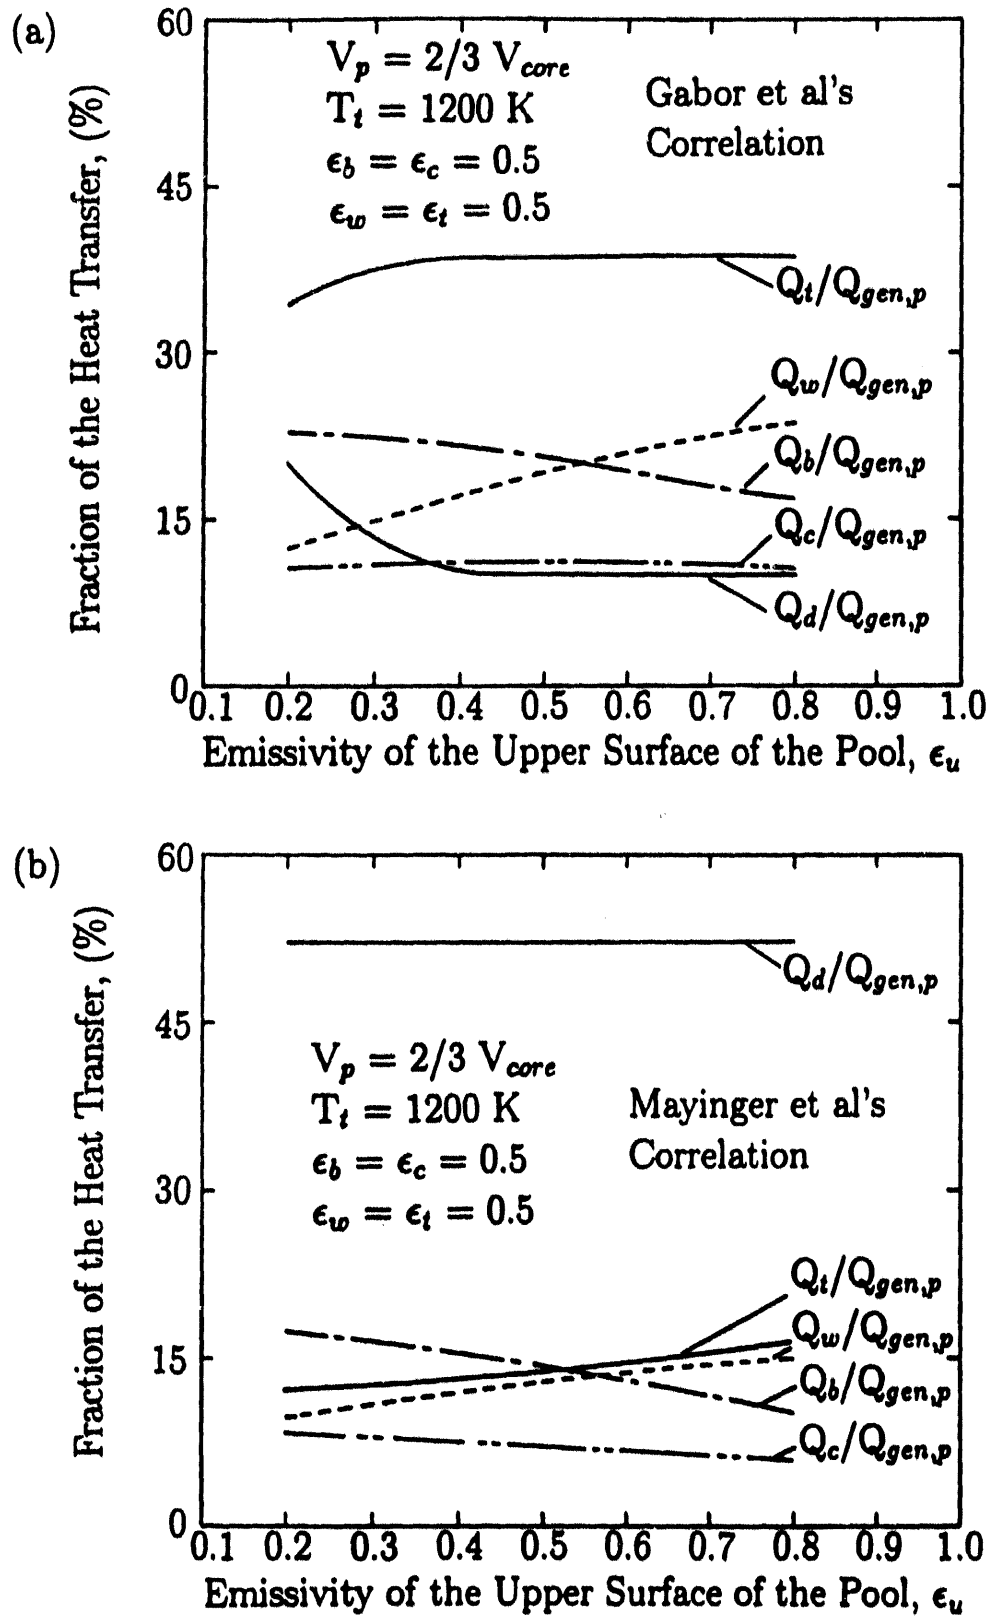 (a)
Fraction of the Heat Transfer, (%)
60
45
30
15
0
V_p = 2/3 V_core
T_t = 1200 K
ϵ_b = ϵ_c = 0.5
ϵ_w = ϵ_t = 0.5
Gabor et al's
Correlation
Q_t/Q_gen,p
Q_w/Q_gen,p
Q_b/Q_gen,p
Q_c/Q_gen,p
Q_d/Q_gen,p
0.1 0.2 0.3 0.4 0.5 0.6 0.7 0.8 0.9 1.0
Emissivity of the Upper Surface of the Pool, ϵ_u
(b)
Fraction of the Heat Transfer, (%)
60
45
30
15
0
Q_d/Q_gen,p
V_p = 2/3 V_core
T_t = 1200 K
ϵ_b = ϵ_c = 0.5
ϵ_w = ϵ_t = 0.5
Mayinger et al's
Correlation
Q_t/Q_gen,p
Q_w/Q_gen,p
Q_b/Q_gen,p
Q_c/Q_gen,p
0.1 0.2 0.3 0.4 0.5 0.6 0.7 0.8 0.9 1.0
Emissivity of the Upper Surface of the Pool, ϵ_u